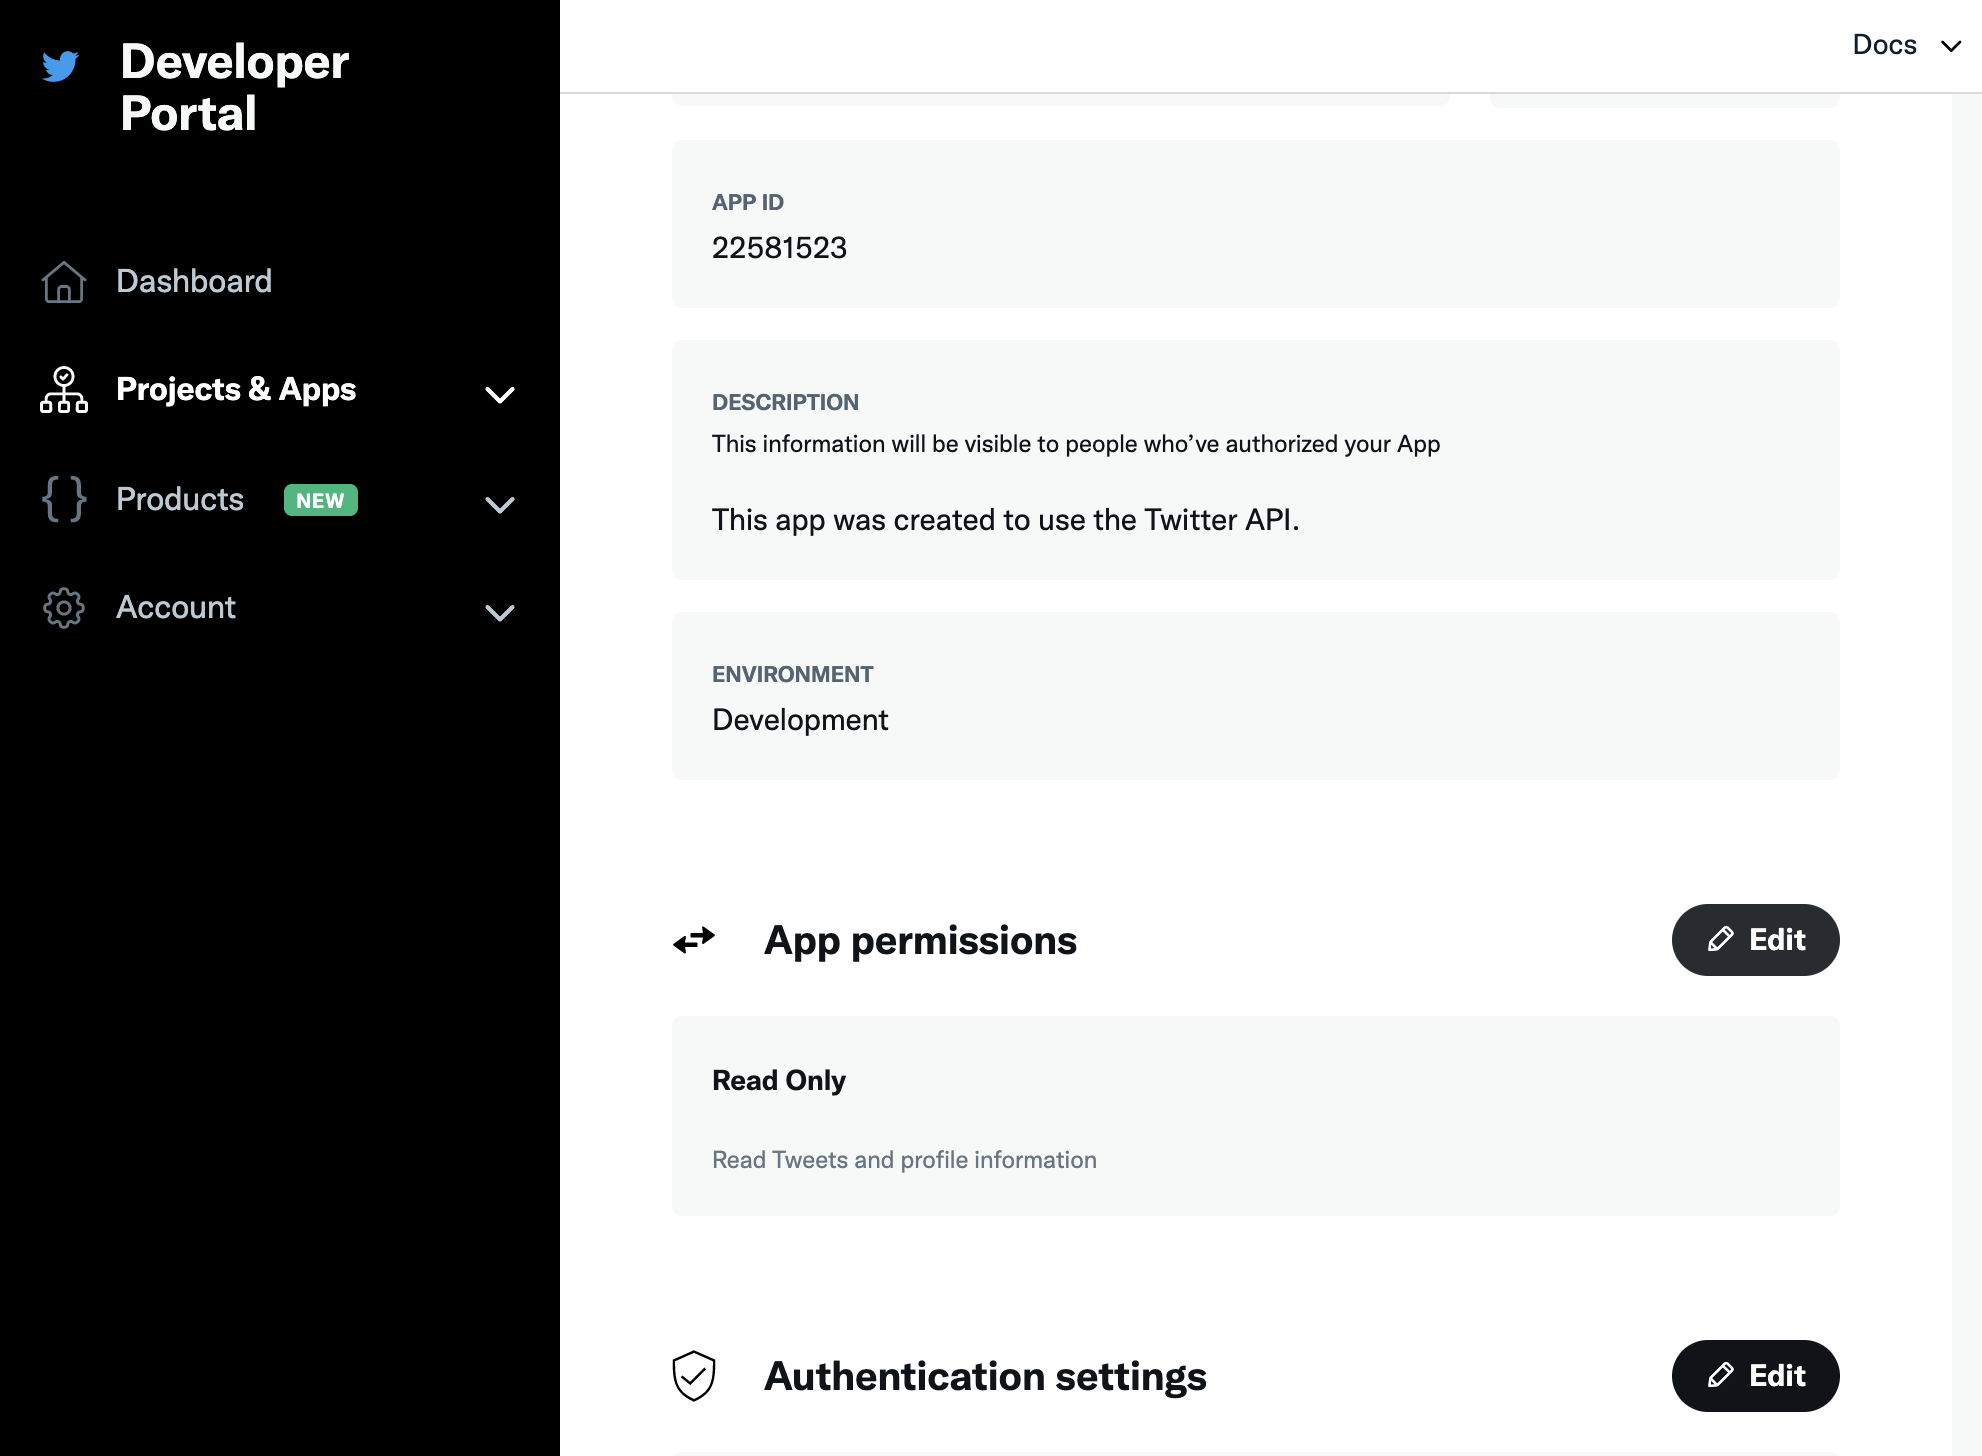 Developer
Portal
Dashboard
Projects & Apps
Products NEW
Account
Docs
APP ID
22581523
DESCRIPTION
This information will be visible to people who’ve authorized your App
This app was created to use the Twitter API.
ENVIRONMENT
Development
App permissions
Edit
Read Only
Read Tweets and profile information
Authentication settings
Edit